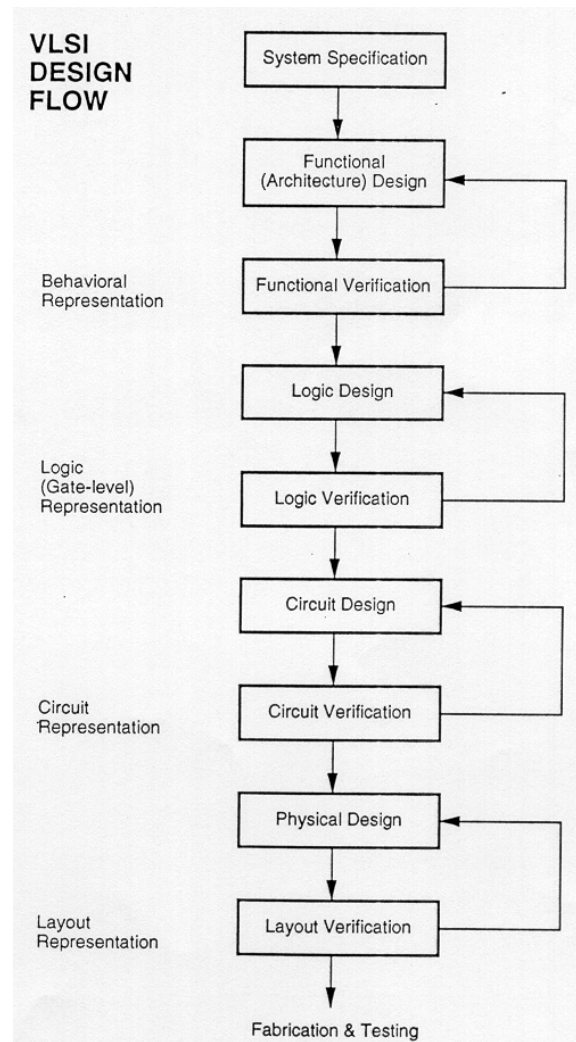 VLSI
DESIGN
FLOW
System Specification
Functional
(Architecture) Design
Behavioral
Representation
Functional Verification
Logic Design
Logic
(Gate-level)
Representation
Logic Verification
Circuit Design
Circuit
Representation
Circuit Verification
Physical Design
Layout
Representation
Layout Verification
Fabrication & Testing